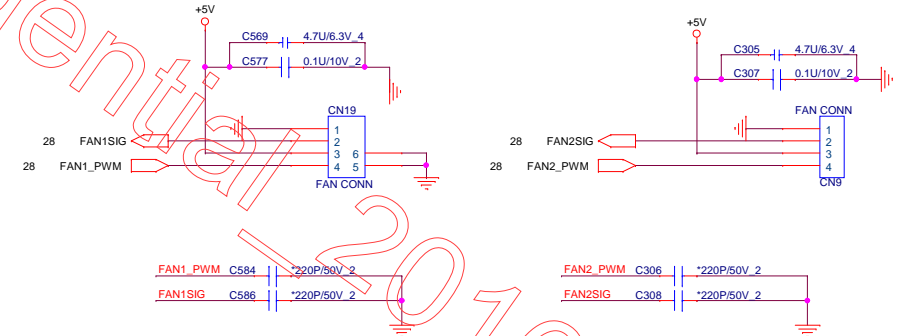 +5V
C569 4.7U/6.3V_4
C577 0.1U/10V_2
CN19
28 FAN1SIG
28 FAN1_PWM
1
2
3 6
4 5
FAN CONN
+5V
C305 4.7U/6.3V_4
C307 0.1U/10V_2
FAN CONN
28 FAN2SIG
28 FAN2_PWM
1
2
3
4
CN9
FAN1_PWM C584 *220P/50V_2
FAN1SIG C586 *220P/50V_2
FAN2_PWM C306 *220P/50V_2
FAN2SIG C308 *220P/50V_2
ential